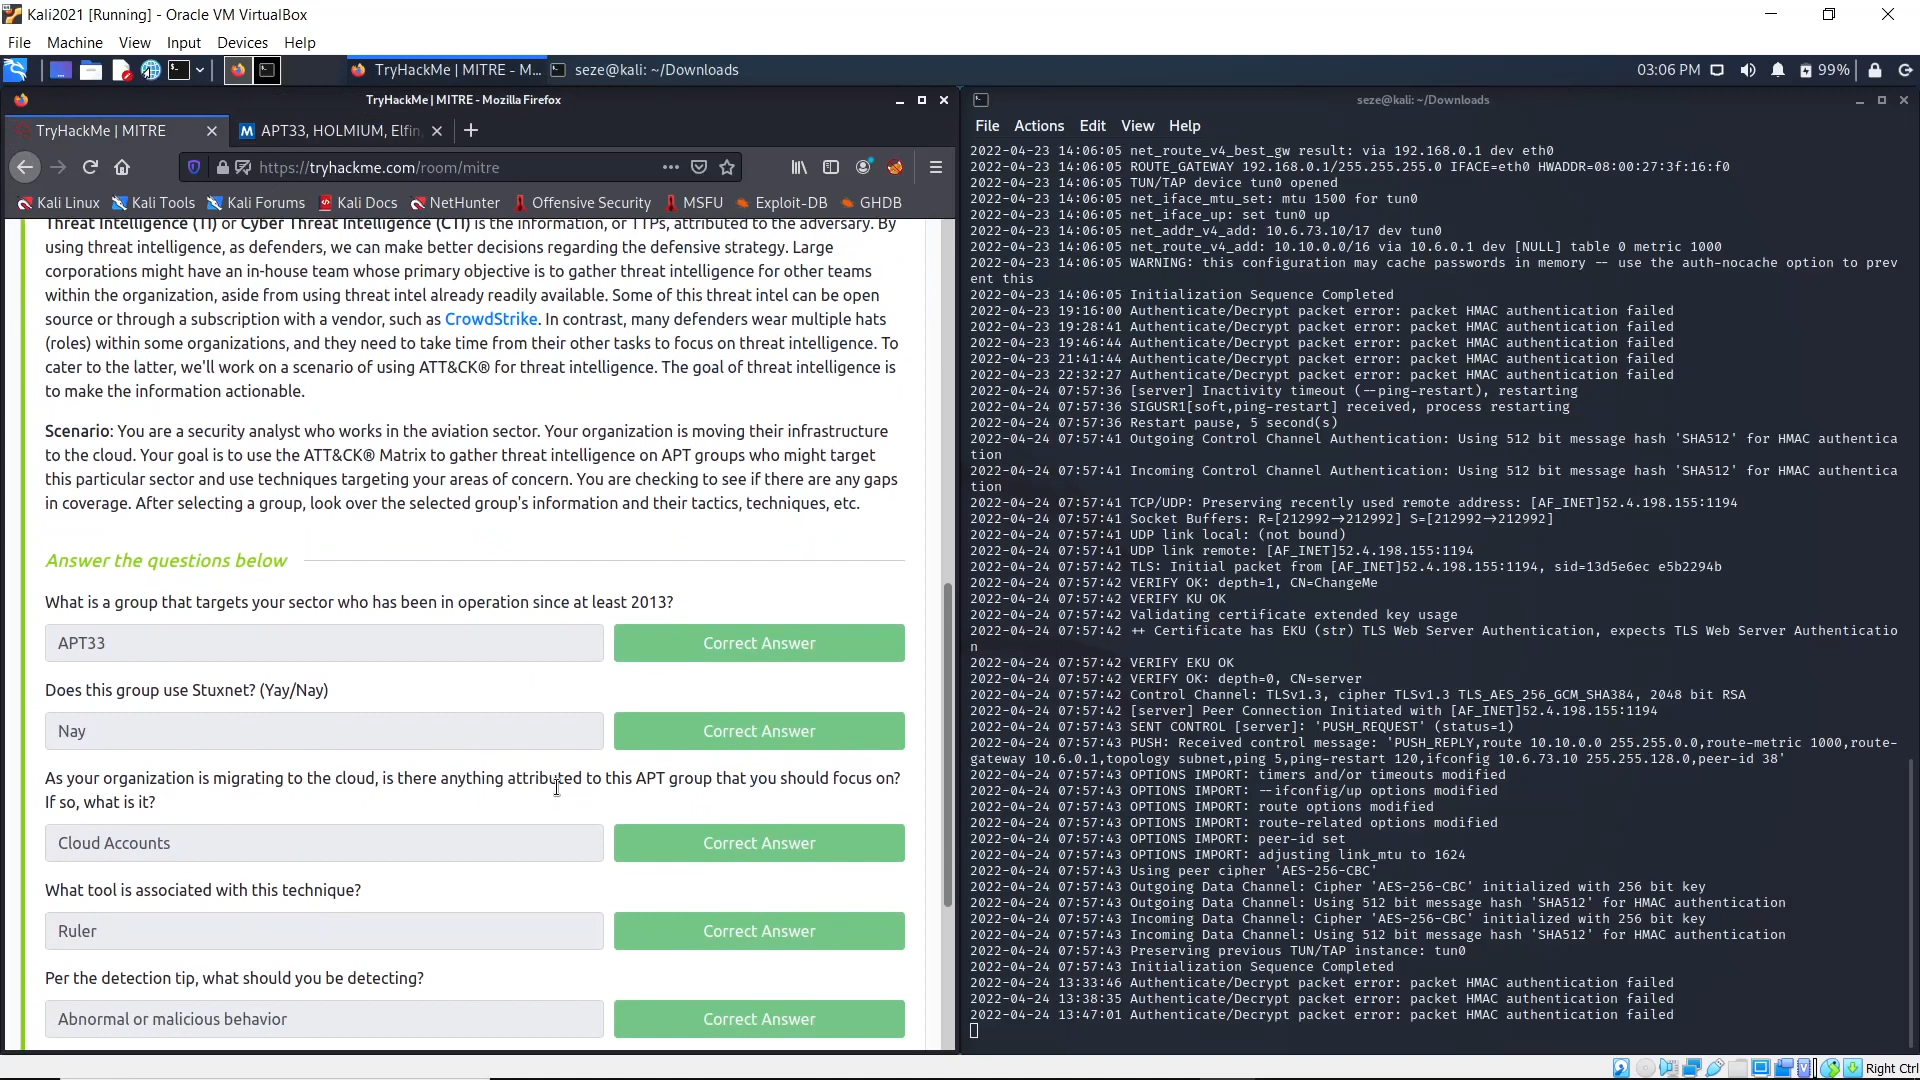 Kali2021 [Running] - Oracle VM VirtualBox
File Machine View Input Devices Help
TryHackMe | MITRE - M... seze@kali: ~/Downloads 03:06 PM 99%
TryHackMe | MITRE - Mozilla Firefox
TryHackMe | MITRE APT33, HOLMIUM, Elfin,
https://tryhackme.com/room/mitre
Kali Linux Kali Tools Kali Forums Kali Docs NetHunter Offensive Security MSFU Exploit-DB GHDB
Threat Intelligence (TI) or Cyber Threat Intelligence (CTI) is the information, or TTPs, attributed to the adversary. By
using threat intelligence, as defenders, we can make better decisions regarding the defensive strategy. Large
corporations might have an in-house team whose primary objective is to gather threat intelligence for other teams
within the organization, aside from using threat intel already readily available. Some of this threat intel can be open
source or through a subscription with a vendor, such as CrowdStrike. In contrast, many defenders wear multiple hats
(roles) within some organizations, and they need to take time from their other tasks to focus on threat intelligence. To
cater to the latter, we'll work on a scenario of using ATT&CK® for threat intelligence. The goal of threat intelligence is
to make the information actionable.
Scenario: You are a security analyst who works in the aviation sector. Your organization is moving their infrastructure
to the cloud. Your goal is to use the ATT&CK® Matrix to gather threat intelligence on APT groups who might target
this particular sector and use techniques targeting your areas of concern. You are checking to see if there are any gaps
in coverage. After selecting a group, look over the selected group's information and their tactics, techniques, etc.
Answer the questions below
What is a group that targets your sector who has been in operation since at least 2013?
APT33 Correct Answer
Does this group use Stuxnet? (Yay/Nay)
Nay Correct Answer
As your organization is migrating to the cloud, is there anything attributed to this APT group that you should focus on?
If so, what is it?
Cloud Accounts Correct Answer
What tool is associated with this technique?
Ruler Correct Answer
Per the detection tip, what should you be detecting?
Abnormal or malicious behavior Correct Answer
seze@kali: ~/Downloads
File Actions Edit View Help
2022-04-23 14:06:05 net_route_v4_best_gw result: via 192.168.0.1 dev eth0
2022-04-23 14:06:05 ROUTE_GATEWAY 192.168.0.1/255.255.255.0 IFACE=eth0 HWADDR=08:00:27:3f:16:f0
2022-04-23 14:06:05 TUN/TAP device tun0 opened
2022-04-23 14:06:05 net_iface_mtu_set: mtu 1500 for tun0
2022-04-23 14:06:05 net_iface_up: set tun0 up
2022-04-23 14:06:05 net_addr_v4_add: 10.6.73.10/17 dev tun0
2022-04-23 14:06:05 net_route_v4_add: 10.10.0.0/16 via 10.6.0.1 dev [NULL] table 0 metric 1000
2022-04-23 14:06:05 WARNING: this configuration may cache passwords in memory -- use the auth-nocache option to prev
ent this
2022-04-23 14:06:05 Initialization Sequence Completed
2022-04-23 19:16:00 Authenticate/Decrypt packet error: packet HMAC authentication failed
2022-04-23 19:28:41 Authenticate/Decrypt packet error: packet HMAC authentication failed
2022-04-23 19:46:44 Authenticate/Decrypt packet error: packet HMAC authentication failed
2022-04-23 21:41:44 Authenticate/Decrypt packet error: packet HMAC authentication failed
2022-04-23 22:32:27 Authenticate/Decrypt packet error: packet HMAC authentication failed
2022-04-24 07:57:36 [server] Inactivity timeout (--ping-restart), restarting
2022-04-24 07:57:36 SIGUSR1[soft,ping-restart] received, process restarting
2022-04-24 07:57:36 Restart pause, 5 second(s)
2022-04-24 07:57:41 Outgoing Control Channel Authentication: Using 512 bit message hash 'SHA512' for HMAC authentica
tion
2022-04-24 07:57:41 Incoming Control Channel Authentication: Using 512 bit message hash 'SHA512' for HMAC authentica
tion
2022-04-24 07:57:41 TCP/UDP: Preserving recently used remote address: [AF_INET]52.4.198.155:1194
2022-04-24 07:57:41 Socket Buffers: R=[212992→212992] S=[212992→212992]
2022-04-24 07:57:41 UDP link local: (not bound)
2022-04-24 07:57:41 UDP link remote: [AF_INET]52.4.198.155:1194
2022-04-24 07:57:42 TLS: Initial packet from [AF_INET]52.4.198.155:1194, sid=13d5e6ec e5b2294b
2022-04-24 07:57:42 VERIFY OK: depth=1, CN=ChangeMe
2022-04-24 07:57:42 VERIFY KU OK
2022-04-24 07:57:42 Validating certificate extended key usage
2022-04-24 07:57:42 ++ Certificate has EKU (str) TLS Web Server Authentication, expects TLS Web Server Authenticatio
n
2022-04-24 07:57:42 VERIFY EKU OK
2022-04-24 07:57:42 VERIFY OK: depth=0, CN=server
2022-04-24 07:57:42 Control Channel: TLSv1.3, cipher TLSv1.3 TLS_AES_256_GCM_SHA384, 2048 bit RSA
2022-04-24 07:57:42 [server] Peer Connection Initiated with [AF_INET]52.4.198.155:1194
2022-04-24 07:57:43 SENT CONTROL [server]: 'PUSH_REQUEST' (status=1)
2022-04-24 07:57:43 PUSH: Received control message: 'PUSH_REPLY,route 10.10.0.0 255.255.0.0,route-metric 1000,route-
gateway 10.6.0.1,topology subnet,ping 5,ping-restart 120,ifconfig 10.6.73.10 255.255.128.0,peer-id 38'
2022-04-24 07:57:43 OPTIONS IMPORT: timers and/or timeouts modified
2022-04-24 07:57:43 OPTIONS IMPORT: --ifconfig/up options modified
2022-04-24 07:57:43 OPTIONS IMPORT: route options modified
2022-04-24 07:57:43 OPTIONS IMPORT: route-related options modified
2022-04-24 07:57:43 OPTIONS IMPORT: peer-id set
2022-04-24 07:57:43 OPTIONS IMPORT: adjusting link_mtu to 1624
2022-04-24 07:57:43 Using peer cipher 'AES-256-CBC'
2022-04-24 07:57:43 Outgoing Data Channel: Cipher 'AES-256-CBC' initialized with 256 bit key
2022-04-24 07:57:43 Outgoing Data Channel: Using 512 bit message hash 'SHA512' for HMAC authentication
2022-04-24 07:57:43 Incoming Data Channel: Cipher 'AES-256-CBC' initialized with 256 bit key
2022-04-24 07:57:43 Incoming Data Channel: Using 512 bit message hash 'SHA512' for HMAC authentication
2022-04-24 07:57:43 Preserving previous TUN/TAP instance: tun0
2022-04-24 07:57:43 Initialization Sequence Completed
2022-04-24 13:33:46 Authenticate/Decrypt packet error: packet HMAC authentication failed
2022-04-24 13:38:35 Authenticate/Decrypt packet error: packet HMAC authentication failed
2022-04-24 13:47:01 Authenticate/Decrypt packet error: packet HMAC authentication failed
Right Ctrl